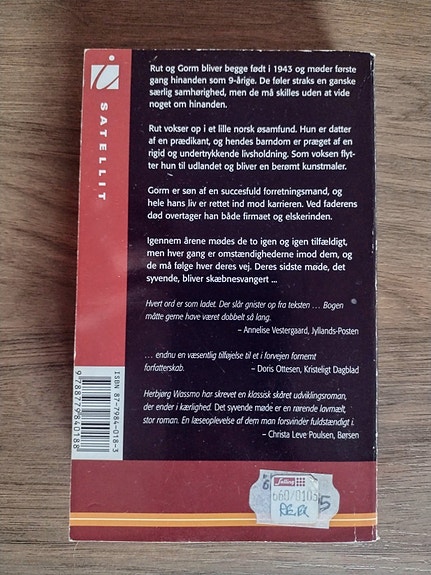 Rut og Gorm bliver begge født i 1943 og møder første
gang hinanden som 9-årige. De føler straks en ganske
særlig samhørighed, men de må skilles uden at vide
noget om hinanden.
Rut vokser op i et lille norsk øsamfund. Hun er datter
af en prædikant, og hendes barndom er præget af en
rigid og undertrykkende livsholdning. Som voksen flyt-
ter hun til udlandet og bliver en berømt kunstmaler.
Gorm er søn af en succesfuld forretningsmand, og
hele hans liv er rettet ind mod karrieren. Ved faderens
død overtager han både firmaet og elskerinden.
Igennem årene mødes de to igen og igen tilfældigt,
men hver gang er omstændighederne imod dem, og
de må følge hver deres vej. Deres sidste møde, det
syvende, bliver skæbnesvangert ...
Hvert ord er som ladet. Der slår gnister op fra teksten ... Bogen
måtte gerne have været dobbelt så lang.
– Annelise Vestergaard, Jyllands-Posten
... endnu en væsentlig tilføjelse til et i forvejen fornemt
forfatterskab.
– Doris Ottesen, Kristeligt Dagblad
Herbjørg Wassmo har skrevet en klassisk skåret udviklingsroman,
der ender i kærlighed. Det syvende møde er en rørende lavmælt,
stor roman. En læseoplevelse af dem man forsvinder fuldstændigt i.
– Christa Leve Poulsen, Børsen
SATELLIT
ISBN 87-7984-018-3
9788779840188
Salling
660/0103